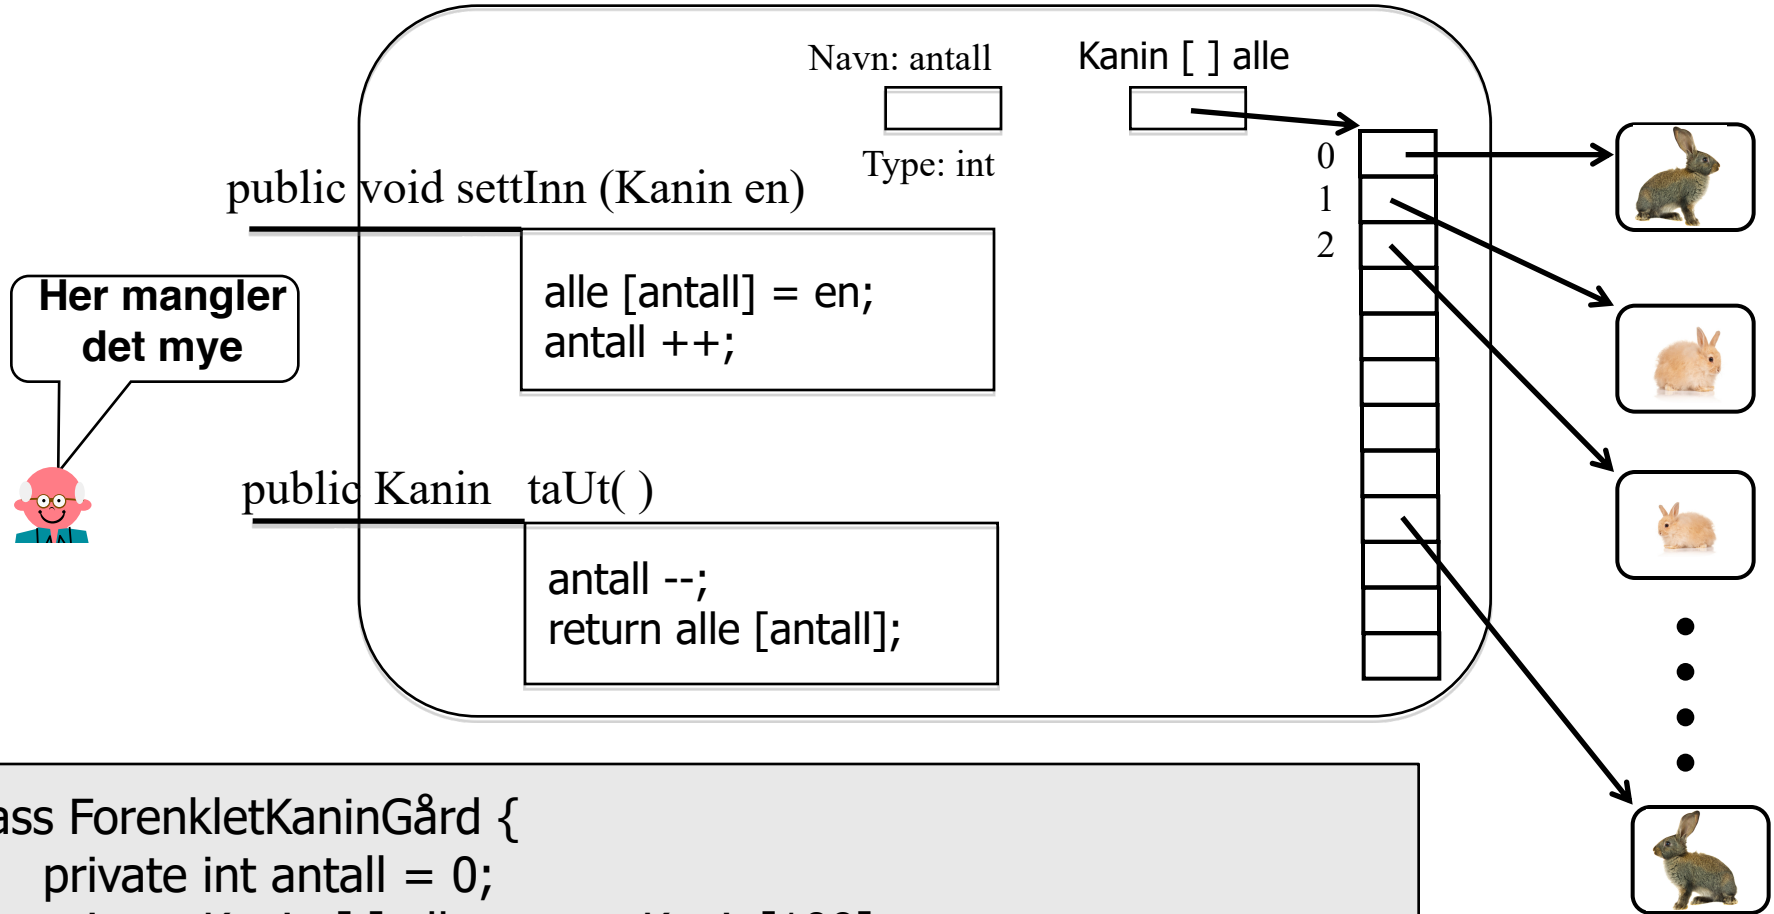 Navn: antall
Kanin [ ] alle
Type: int
0
1
2
public void settInn (Kanin en)
alle [antall] = en;
antall ++;
Her mangler
det mye
public Kanin taUt( )
antall --;
return alle [antall];
ass ForenkletKaninGård {
private int antall = 0;